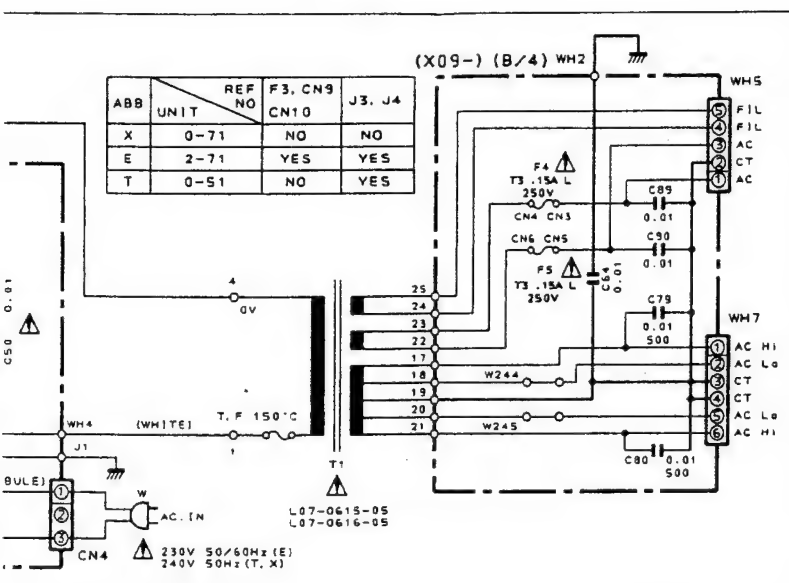 (X09-) (B/4) WH2
WH5
ABB
REF NO
UNIT
F3, CN9
CN10
J3, J4
X 0-71 NO NO
E 2-71 YES YES
T 0-51 NO YES
5 FIL
4 FIL
3 AC
2 CT
1 AC
F4
T3.15A L
250V
CN4 CN3
C89
0.01
CN6 CN5
C90
0.01
F5
T3.15A L
250V
C64
0.01
C79
0.01
500
C50 0.01
4
0V
25
24
23
22
17
18
19
20
21
W244
W245
WH7
1 AC Hi
2 AC Lo
3 CT
4 CT
5 AC Lo
6 AC Hi
C80 0.01
500
WH4
(WHITE)
T.F 150°C
1
J1
T1
L07-0615-05
L07-0616-05
BULE)
1
2
3
CN4
W
AC. IN
230V 50/60Hz (E)
240V 50Hz (T, X)